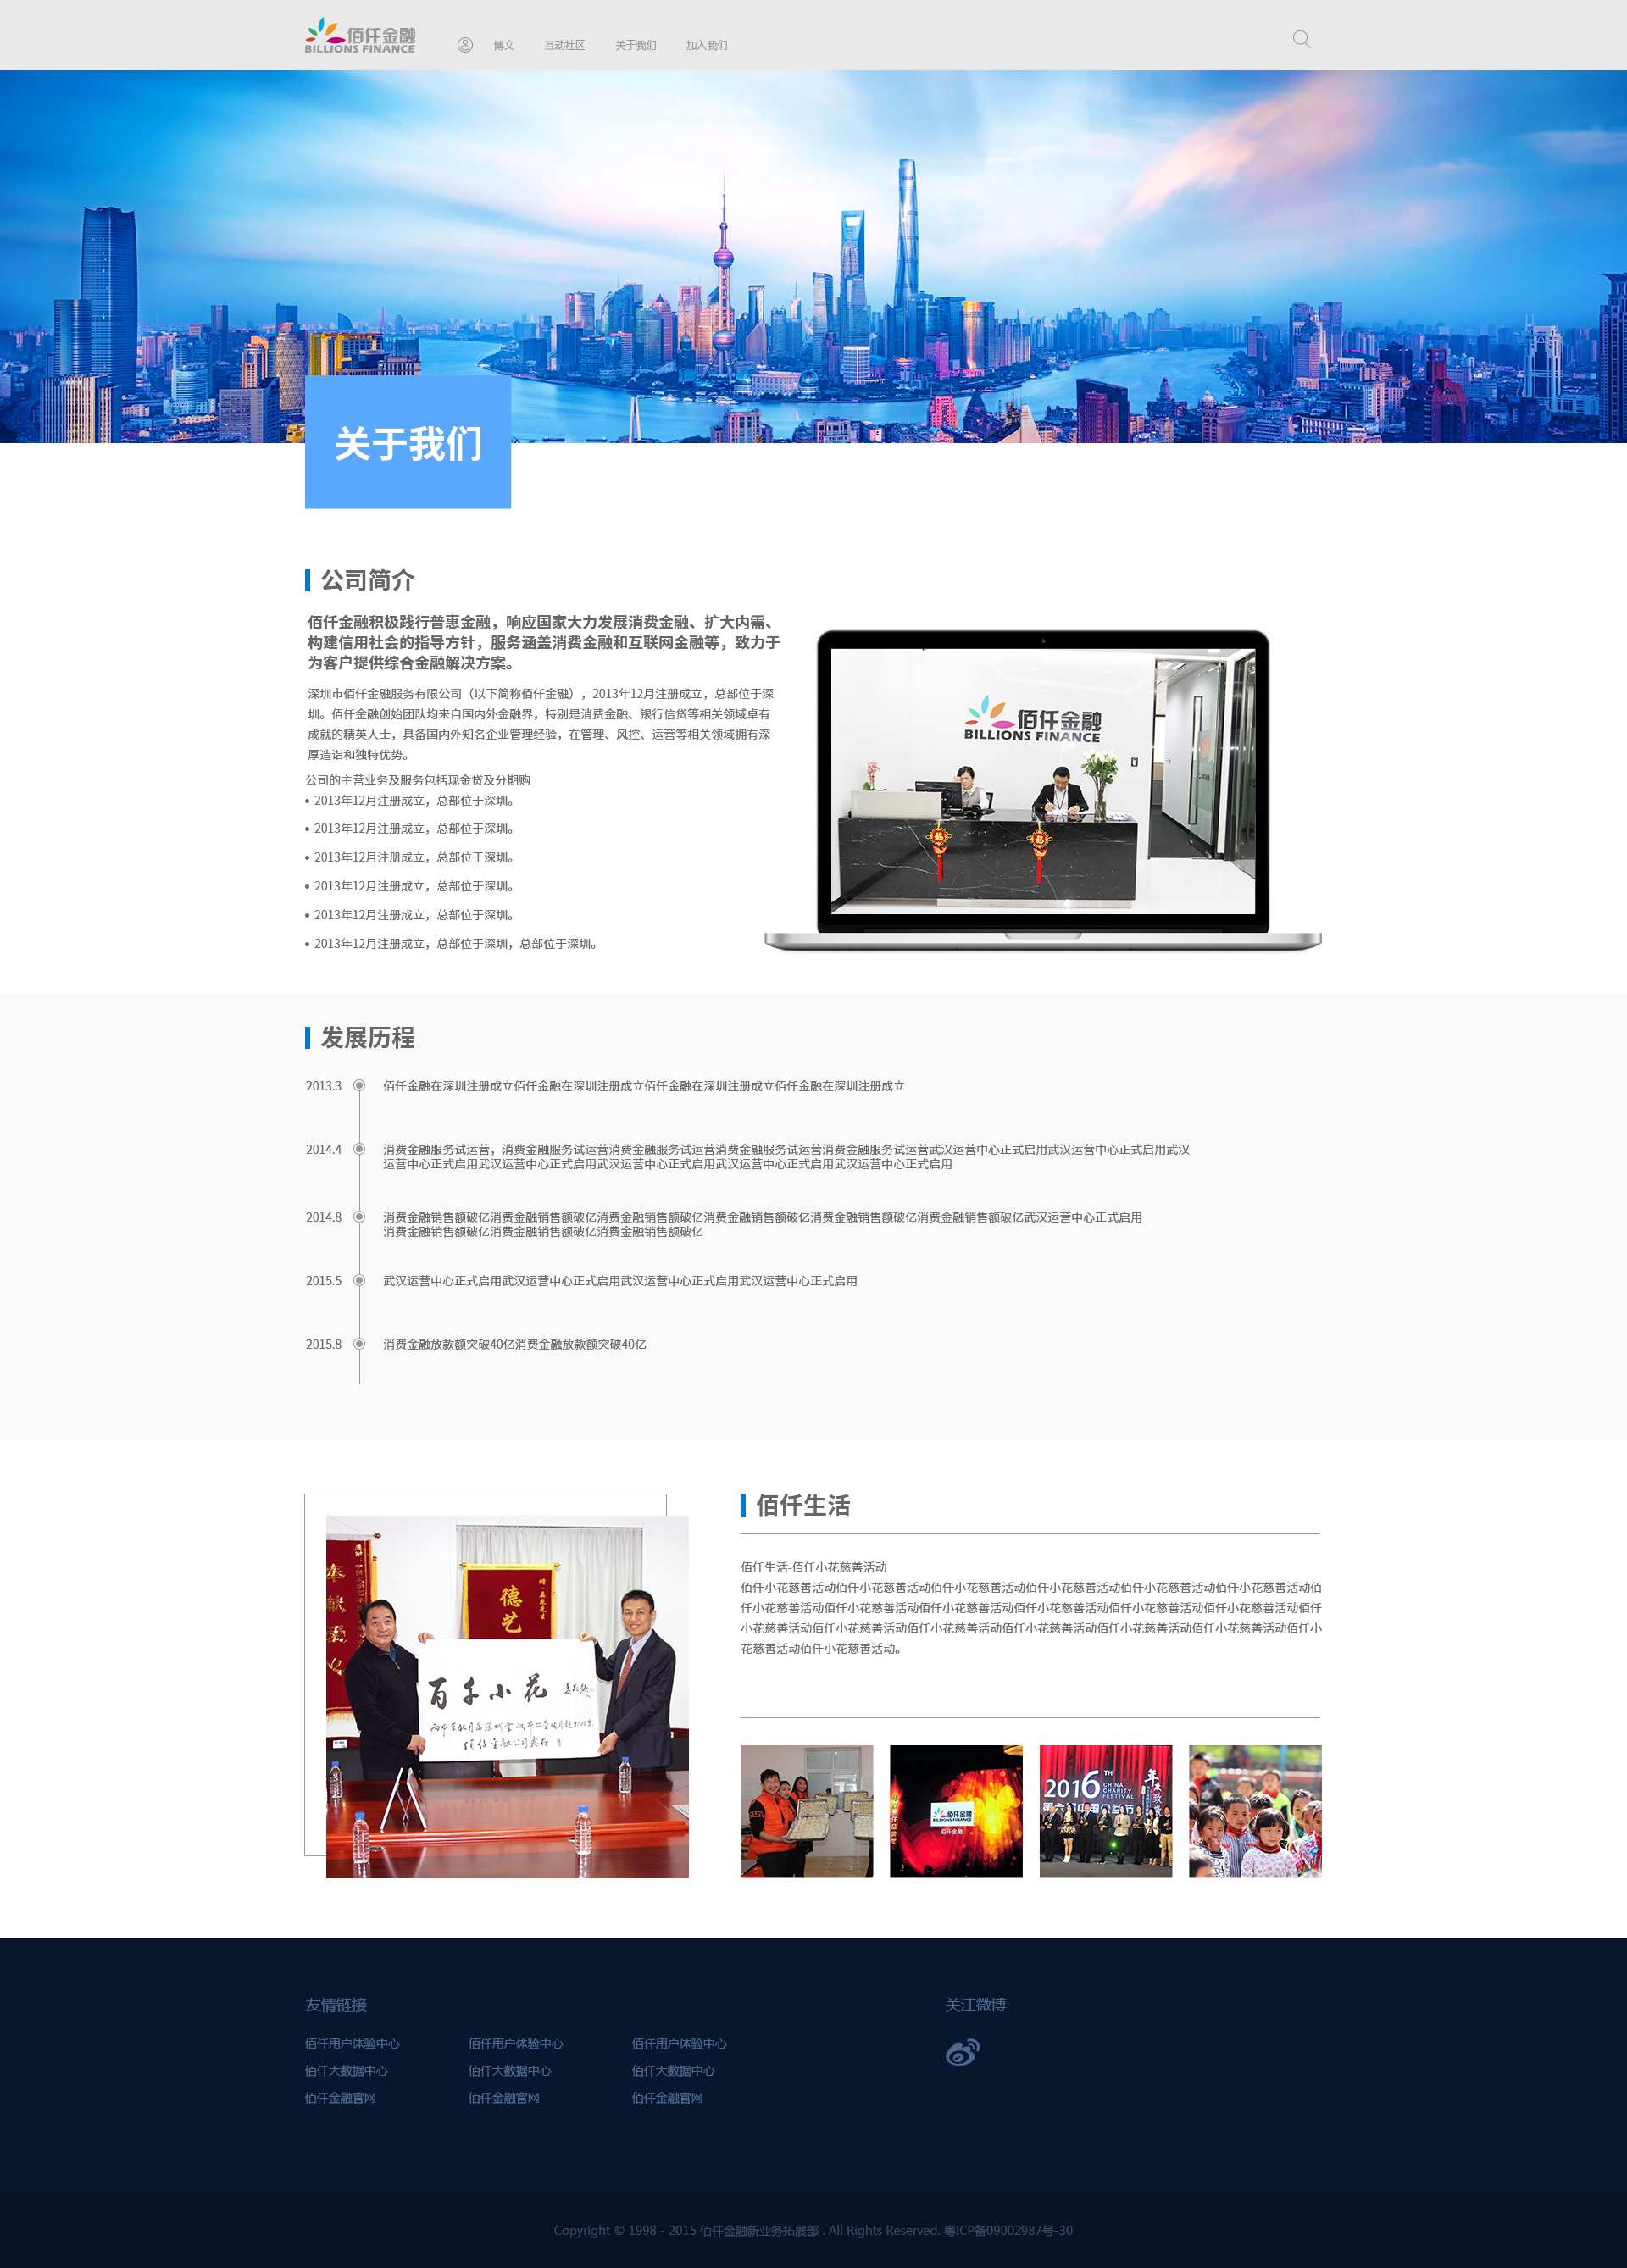 佰仟金融
BILLIONS FINANCE
博文 互动社区 关于我们 加入我们
关于我们
公司简介
佰仟金融积极践行普惠金融，响应国家大力发展消费金融、扩大内需、
构建信用社会的指导方针，服务涵盖消费金融和互联网金融等，致力于
为客户提供综合金融解决方案。
深圳市佰仟金融服务有限公司（以下简称佰仟金融），2013年12月注册成立，总部位于深
圳。佰仟金融创始团队均来自国内外金融界，特别是消费金融、银行信贷等相关领域卓有
成就的精英人士，具备国内外知名企业管理经验，在管理、风控、运营等相关领域拥有深
厚造诣和独特优势。
公司的主营业务及服务包括现金贷及分期购
• 2013年12月注册成立，总部位于深圳。
• 2013年12月注册成立，总部位于深圳。
• 2013年12月注册成立，总部位于深圳。
• 2013年12月注册成立，总部位于深圳。
• 2013年12月注册成立，总部位于深圳。
• 2013年12月注册成立，总部位于深圳，总部位于深圳。
佰仟金融
BILLIONS FINANCE
福
福
发展历程
2013.3 佰仟金融在深圳注册成立佰仟金融在深圳注册成立佰仟金融在深圳注册成立佰仟金融在深圳注册成立
2014.4 消费金融服务试运营，消费金融服务试运营消费金融服务试运营消费金融服务试运营消费金融服务试运营武汉运营中心正式启用武汉运营中心正式启用武汉
运营中心正式启用武汉运营中心正式启用武汉运营中心正式启用武汉运营中心正式启用武汉运营中心正式启用
2014.8 消费金融销售额破亿消费金融销售额破亿消费金融销售额破亿消费金融销售额破亿消费金融销售额破亿消费金融销售额破亿武汉运营中心正式启用
消费金融销售额破亿消费金融销售额破亿消费金融销售额破亿
2015.5 武汉运营中心正式启用武汉运营中心正式启用武汉运营中心正式启用武汉运营中心正式启用
2015.8 消费金融放款额突破40亿消费金融放款额突破40亿
德艺
百千小花
佰仟生活
佰仟生活-佰仟小花慈善活动
佰仟小花慈善活动佰仟小花慈善活动佰仟小花慈善活动佰仟小花慈善活动佰仟小花慈善活动佰仟小花慈善活动佰
仟小花慈善活动佰仟小花慈善活动佰仟小花慈善活动佰仟小花慈善活动佰仟小花慈善活动佰仟小花慈善活动佰仟
小花慈善活动佰仟小花慈善活动佰仟小花慈善活动佰仟小花慈善活动佰仟小花慈善活动佰仟小花慈善活动佰仟小
花慈善活动佰仟小花慈善活动。
佰仟金融
BILLIONS FINANCE
佰仟金融
2016TH
CHINA
CHARITY
FESTIVAL
友情链接
佰仟用户体验中心 佰仟用户体验中心 佰仟用户体验中心
佰仟大数据中心 佰仟大数据中心 佰仟大数据中心
佰仟金融官网 佰仟金融官网 佰仟金融官网
关注微博
Copyright © 1998 - 2015 佰仟金融新业务拓展部 . All Rights Reserved. 粤ICP备09002987号-30